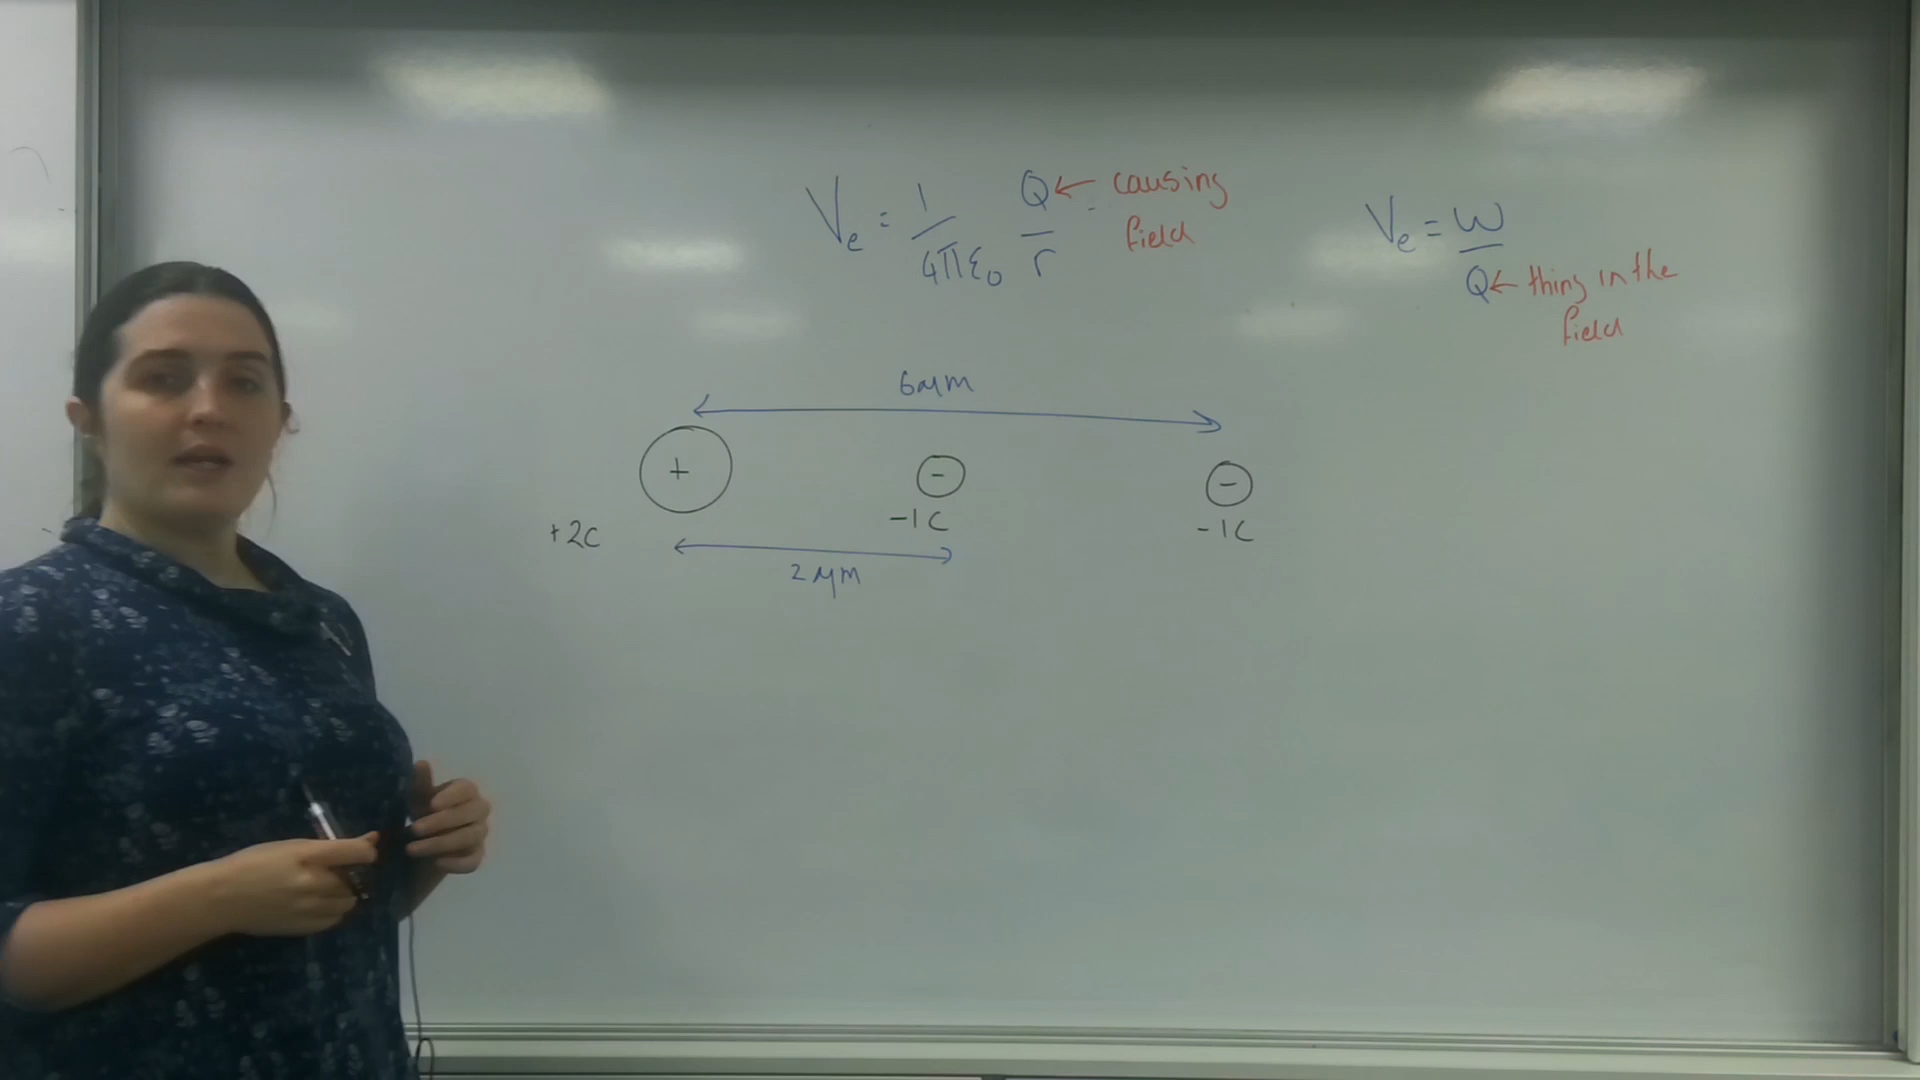 Ve = 1/4πε0 Q/r ← causing field
Ve = W/Q ← thing in the field
6μm
+
-
-
+2C
-1C
-1C
2μm